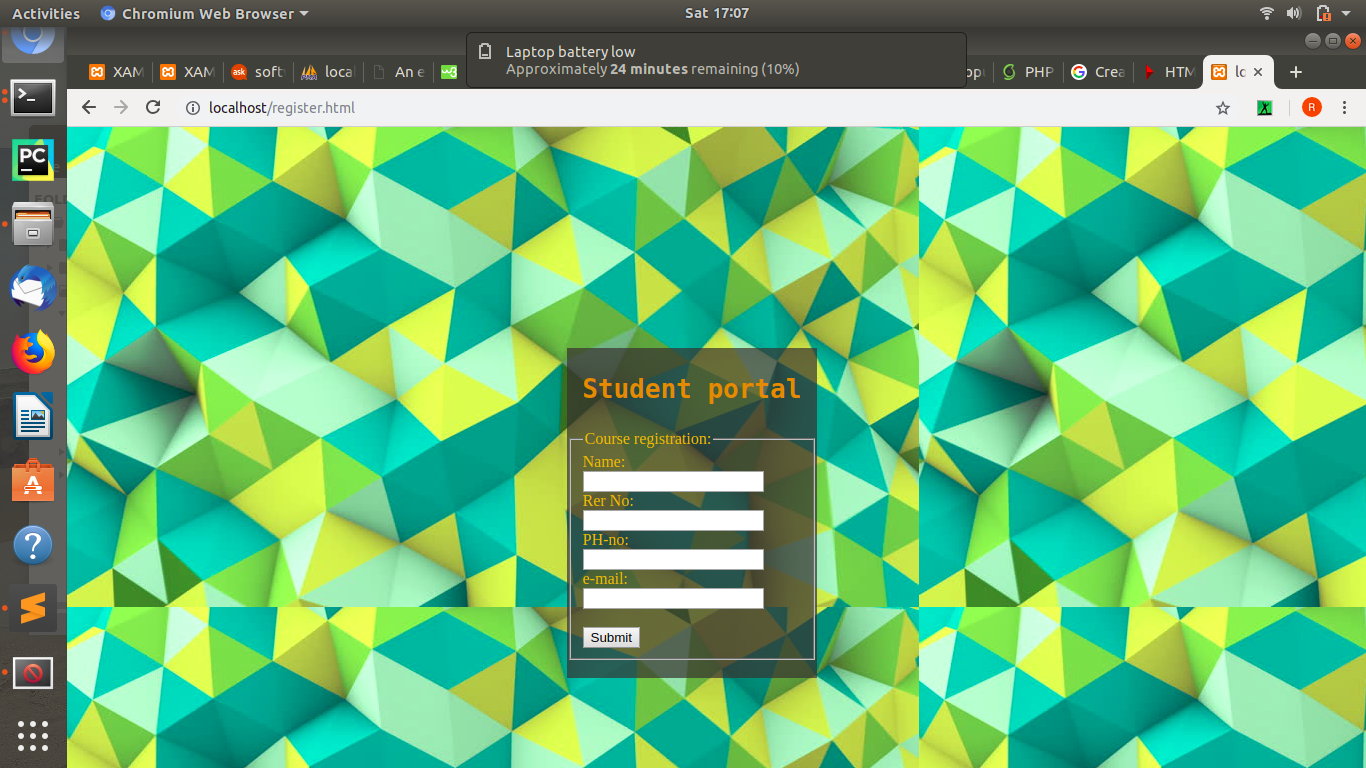 Activities Chromium Web Browser Sat 17:07
Laptop battery low
Approximately 24 minutes remaining (10%)
XAM XAM ask soft loca An e PHP Crea HTM lo
localhost/register.html R
PC
Student portal
Course registration:
Name:
Rer No:
PH-no:
e-mail:
Submit